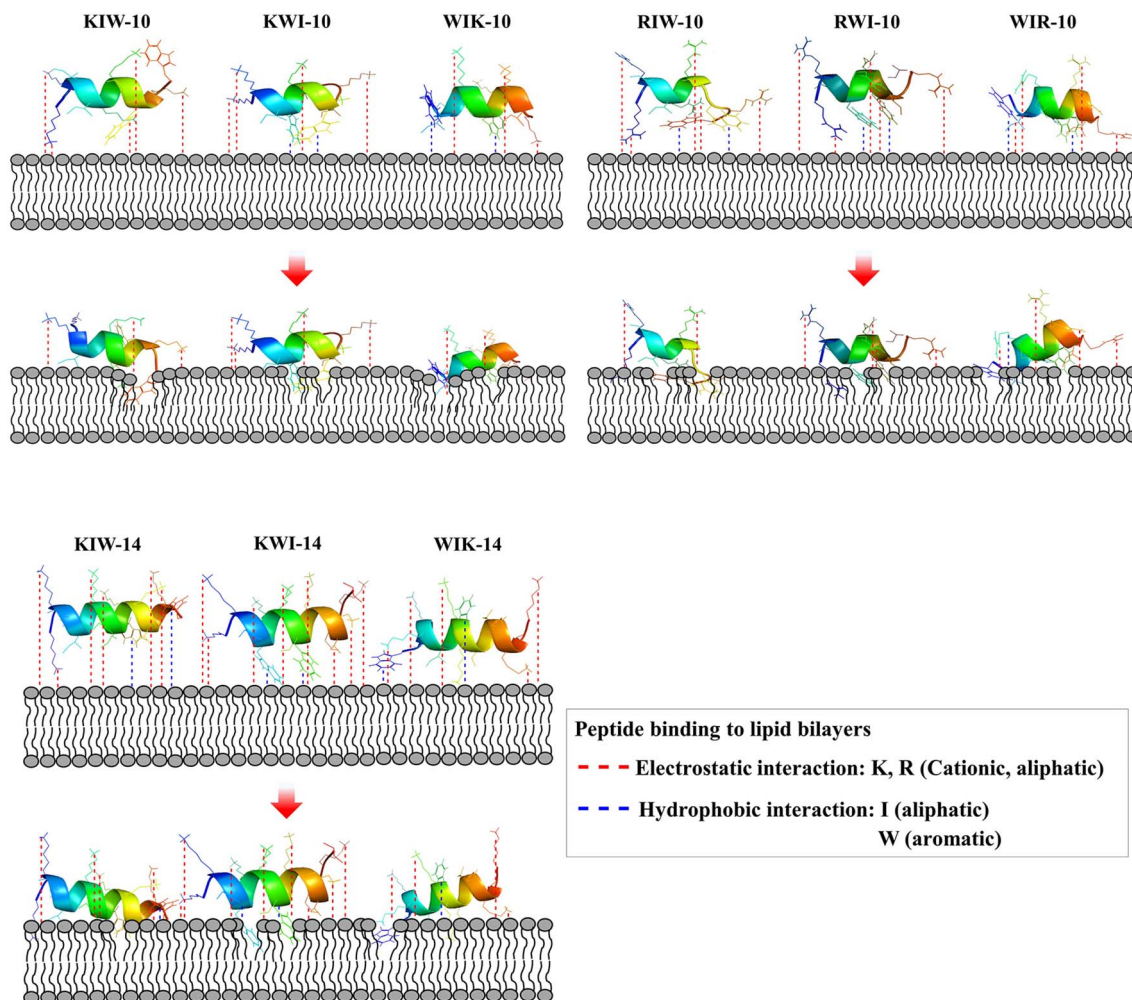 KIW-10 KWI-10 WIK-10 RIW-10 RWI-10 WIR-10
KIW-14 KWI-14 WIK-14
Peptide binding to lipid bilayers
Electrostatic interaction: K, R (Cationic, aliphatic)
Hydrophobic interaction: I (aliphatic)
W (aromatic)